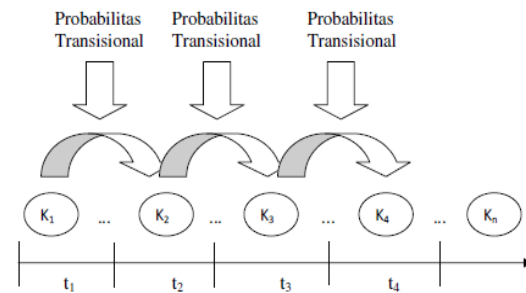 Probabilitas Probabilitas Probabilitas
Transisional Transisional Transisional
K1 ... K2 ... K3 ... K4 ... Kn
t1 t2 t3 t4